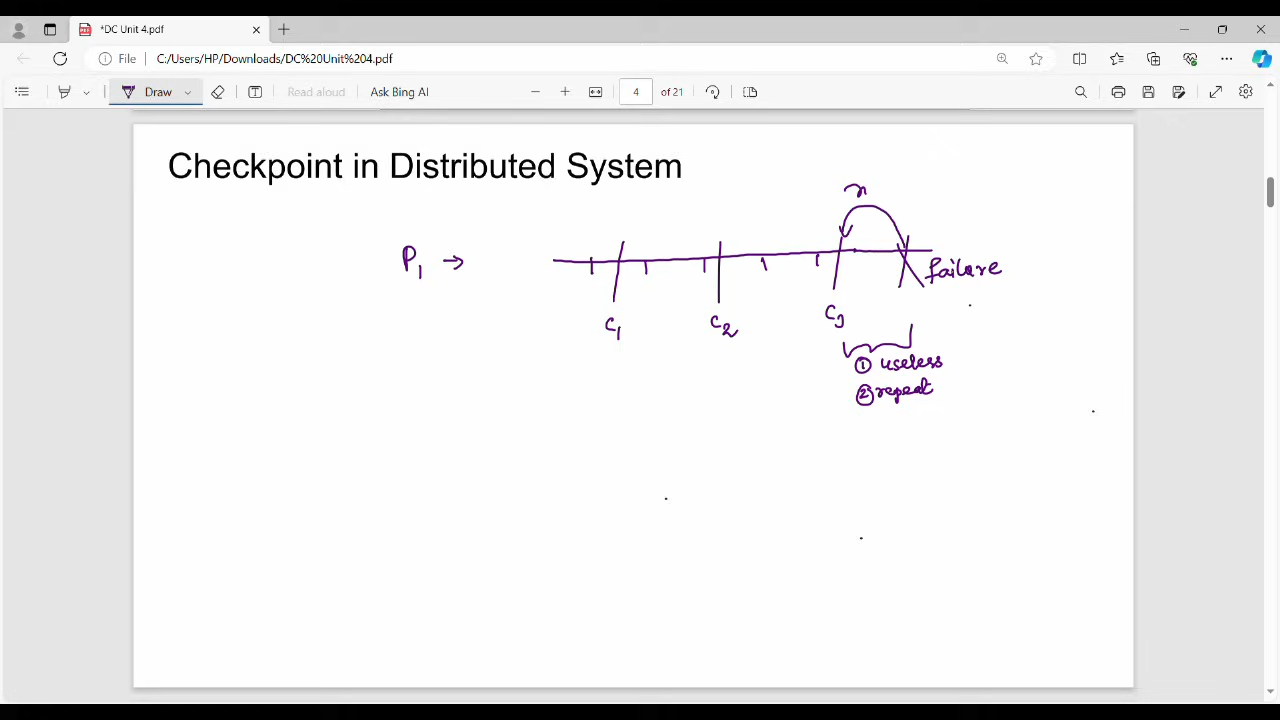 *DC Unit 4.pdf
File C:/Users/HP/Downloads/DC%20Unit%204.pdf
Draw Read aloud Ask Bing AI 4 of 21
Checkpoint in Distributed System
P1 →
failure
C1 C2 C3
① useless
② repeat